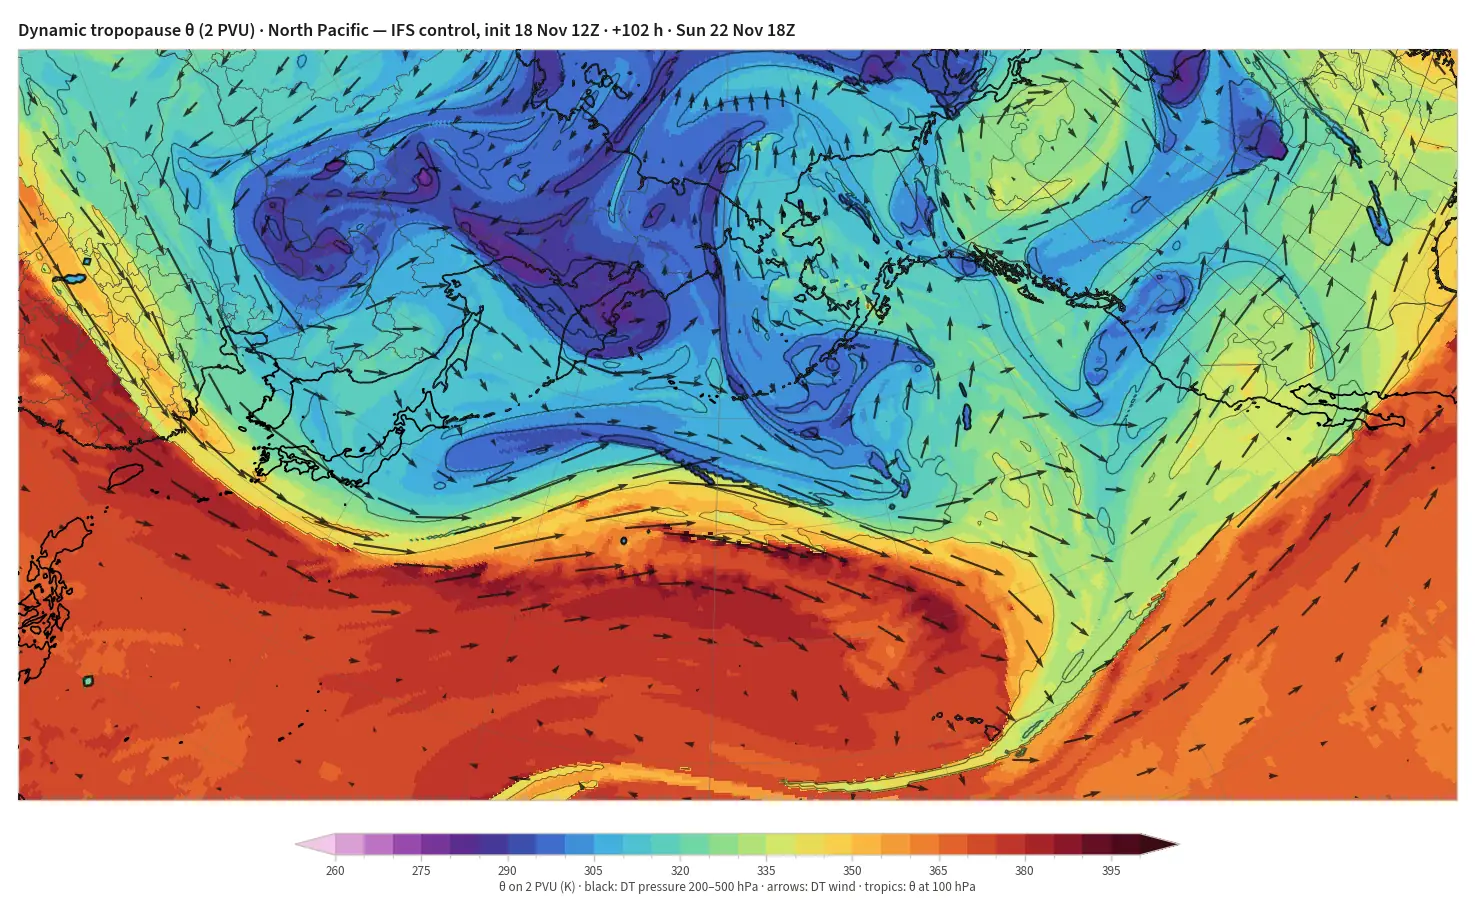 Dynamic tropopause θ (2 PVU) · North Pacific — IFS control, init 18 Nov 12Z · +102 h · Sun 22 Nov 18Z
260 275 290 305 320 335 350 365 380 395
θ on 2 PVU (K) · black: DT pressure 200–500 hPa · arrows: DT wind · tropics: θ at 100 hPa